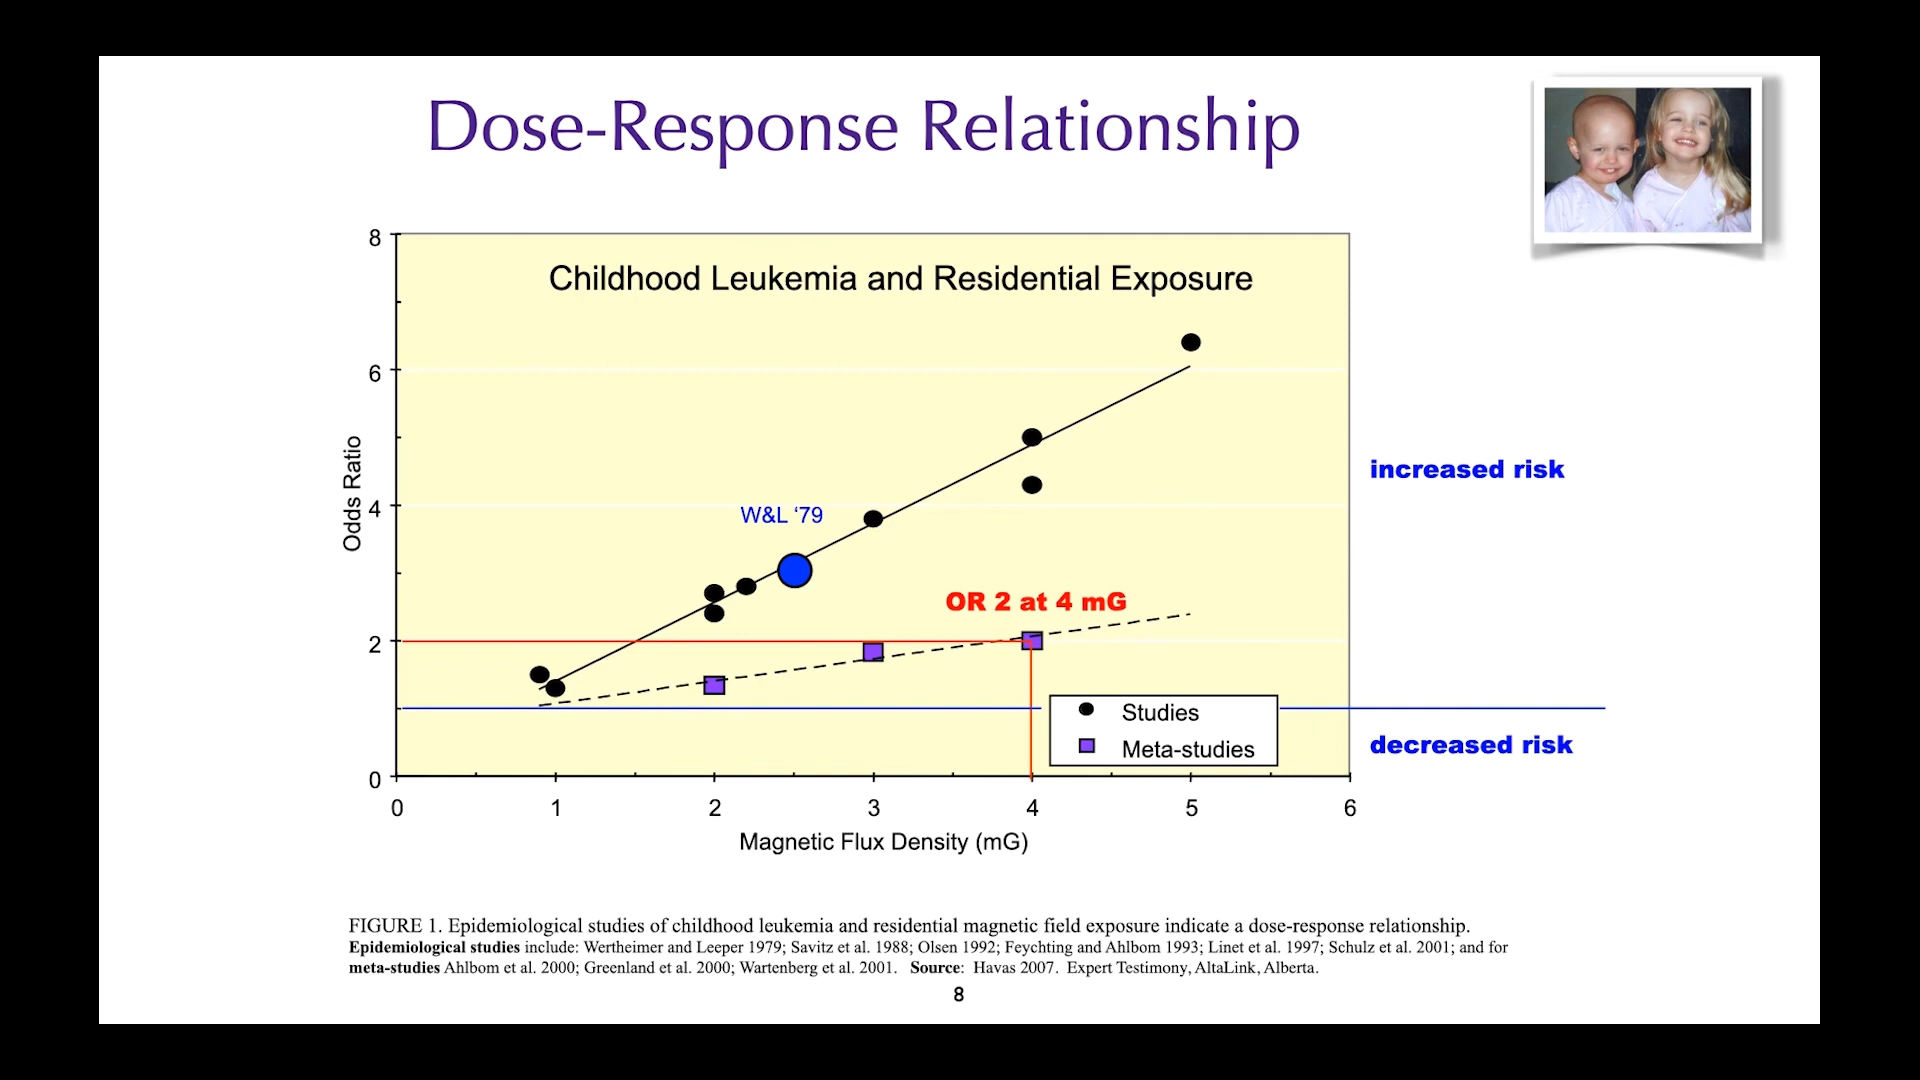 Dose-Response Relationship
8
Childhood Leukemia and Residential Exposure
6
increased risk
Odds Ratio
W&L ‘79
4
OR 2 at 4 mG
2
Studies
Meta-studies
decreased risk
0
0 1 2 3 4 5 6
Magnetic Flux Density (mG)
FIGURE 1. Epidemiological studies of childhood leukemia and residential magnetic field exposure indicate a dose-response relationship.
Epidemiological studies include: Wertheimer and Leeper 1979; Savitz et al. 1988; Olsen 1992; Feychting and Ahlbom 1993; Linet et al. 1997; Schulz et al. 2001; and for
meta-studies Ahlbom et al. 2000; Greenland et al. 2000; Wartenberg et al. 2001. Source: Havas 2007. Expert Testimony, AltaLink, Alberta.
8